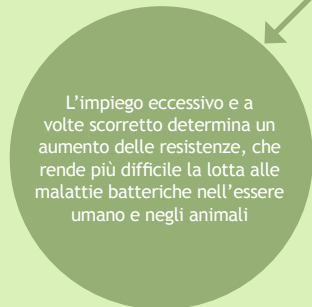 L’impiego eccessivo e a
volte scorretto determina un
aumento delle resistenze, che
rende più difficile la lotta alle
malattie batteriche nell’essere
umano e negli animali